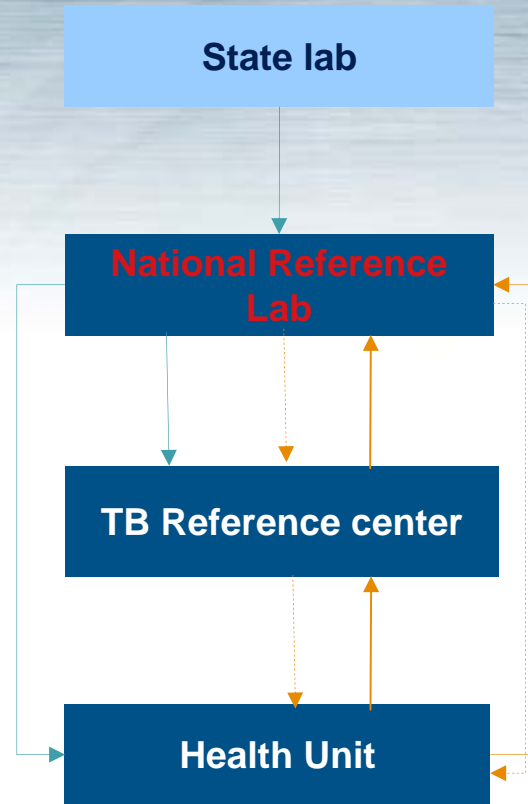 State lab
National Reference
Lab
TB Reference center
Health Unit